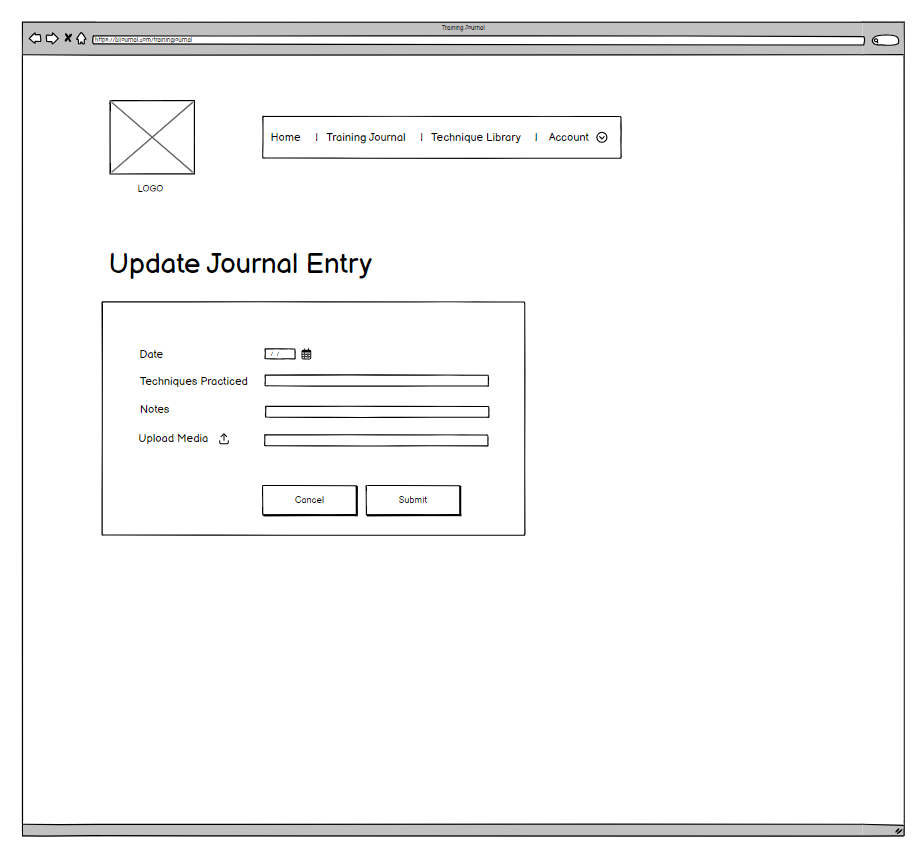 Training Journal
https://bjjournal.com/trainingjournal
Home | Training Journal | Technique Library | Account
LOGO
Update Journal Entry
Date / /
Techniques Practiced
Notes
Upload Media
Cancel Submit